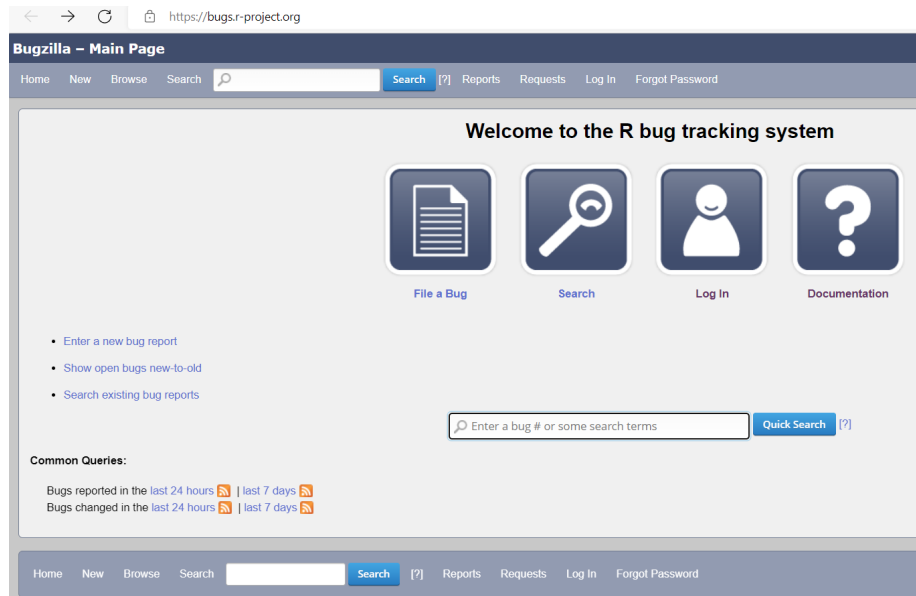 https://bugs.r-project.org
Bugzilla – Main Page
Home New Browse Search Search [?] Reports Requests Log In Forgot Password
Welcome to the R bug tracking system
File a Bug Search Log In Documentation
• Enter a new bug report
• Show open bugs new-to-old
• Search existing bug reports
Enter a bug # or some search terms Quick Search [?]
Common Queries:
Bugs reported in the last 24 hours | last 7 days
Bugs changed in the last 24 hours | last 7 days
Home New Browse Search Search [?] Reports Requests Log In Forgot Password